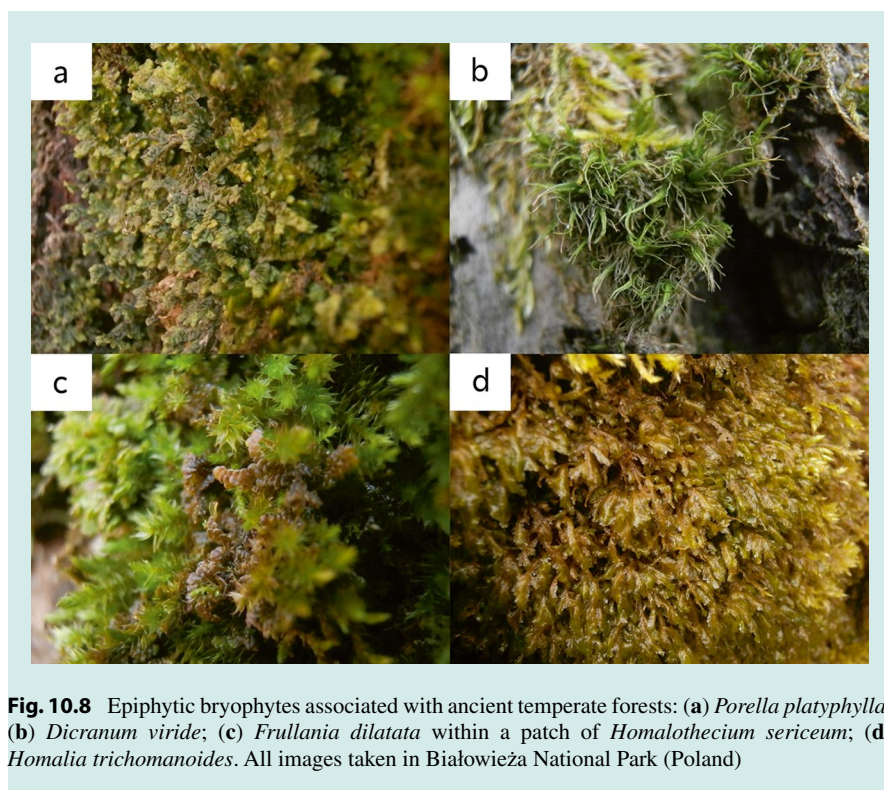 a
b
c
d
Fig. 10.8 Epiphytic bryophytes associated with ancient temperate forests: (a) Porella platyphylla
(b) Dicranum viride; (c) Frullania dilatata within a patch of Homalothecium sericeum; (d
Homalia trichomanoides. All images taken in Białowieża National Park (Poland)